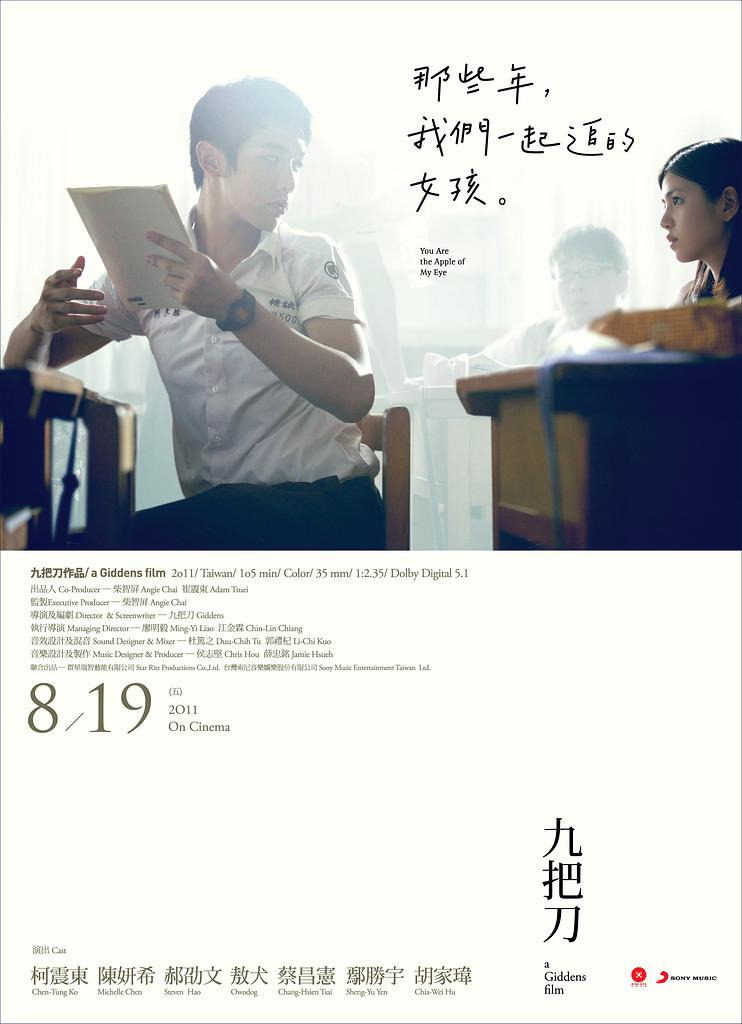 那些年，
我們一起追的
女孩。
You Are
the Apple of
My Eye
九把刀作品/ a Giddens film 2o11/ Taiwan/ 1o5 min/ Color/ 35 mm/ 1:2.35/ Dolby Digital 5.1
出品人 Co-Producer — 柴智屏 Angie Chai 崔震東 Adam Tsuei
監製Executive Producer — 柴智屏 Angie Chai
導演及編劇 Director & Screenwriter — 九把刀 Giddens
執行導演 Managing Director — 廖明毅 Ming-Yi Liao 江金霖 Chin-Lin Chiang
音效設計及混音 Sound Designer & Mixer — 杜篤之 Duu-Chih Tu 郭禮杞 Li-Chi Kuo
音樂設計及製作 Music Designer & Producer — 侯志堅 Chris Hou 薛忠銘 Jamie Hsueh
聯合出品 — 群星瑞智藝能有限公司 Star Ritz Productions Co.,Ltd. 台灣索尼音樂娛樂股份有限公司 Sony Music Entertainment Taiwan Ltd.
8/19
(五)
2O11
On Cinema
九把刀
a
Giddens
film
演出 Cast
柯震東 陳妍希 郝劭文 敖犬 蔡昌憲 鄢勝宇 胡家瑋
Chen-Tung Ko Michelle Chen Steven Hao Owodog Chang-Hsien Tsai Sheng-Yu Yen Chia-Wei Hu
SONY MUSIC